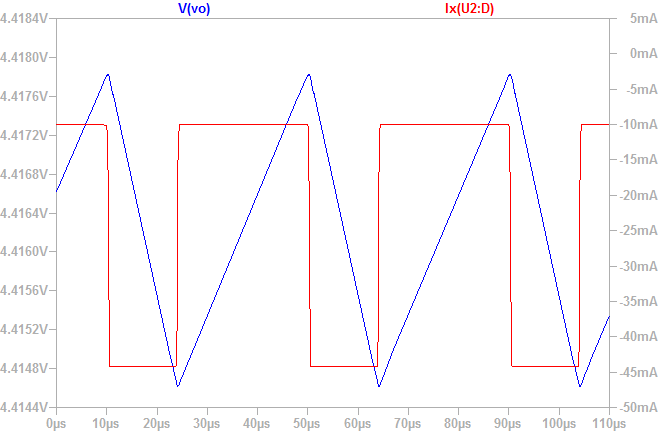 V(vo) Ix(U2:D)
4.4184V 5mA
4.4180V 0mA
4.4176V -5mA
4.4172V -10mA
4.4168V -15mA
4.4164V -20mA
4.4160V -25mA
4.4156V -30mA
4.4152V -35mA
4.4148V -40mA
4.4144V -45mA
-50mA
0µs 10µs 20µs 30µs 40µs 50µs 60µs 70µs 80µs 90µs 100µs 110µs